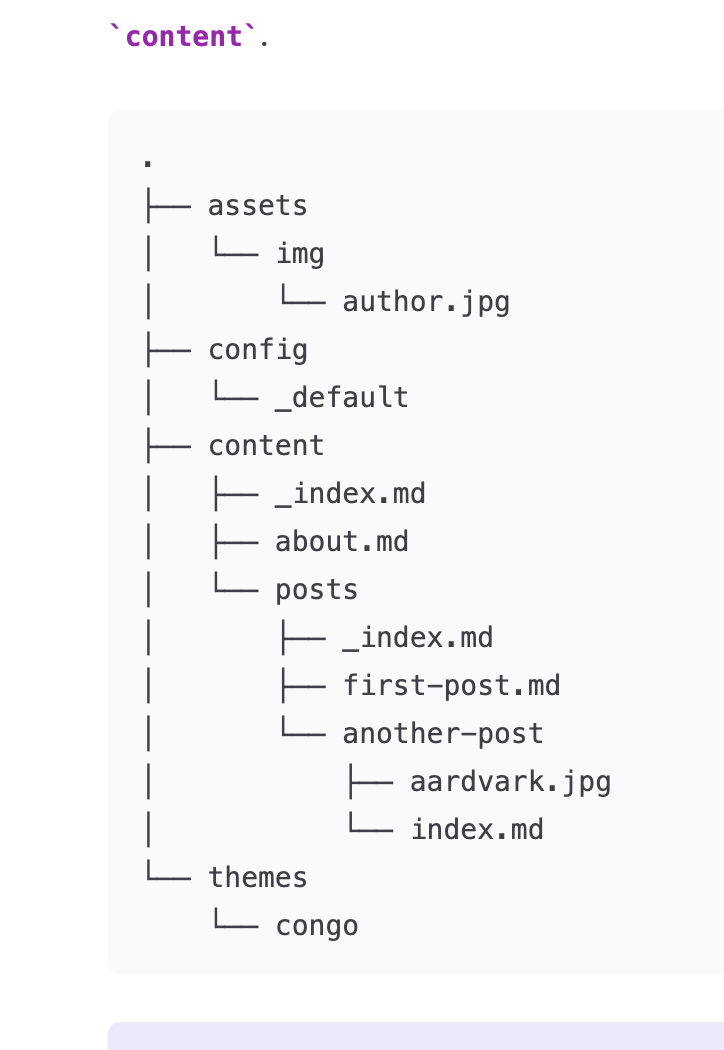 `content`.
.
├── assets
│   └── img
│       └── author.jpg
├── config
│   └── _default
├── content
│   ├── _index.md
│   ├── about.md
│   └── posts
│       ├── _index.md
│       ├── first-post.md
│       └── another-post
│           ├── aardvark.jpg
│           └── index.md
└── themes
    └── congo